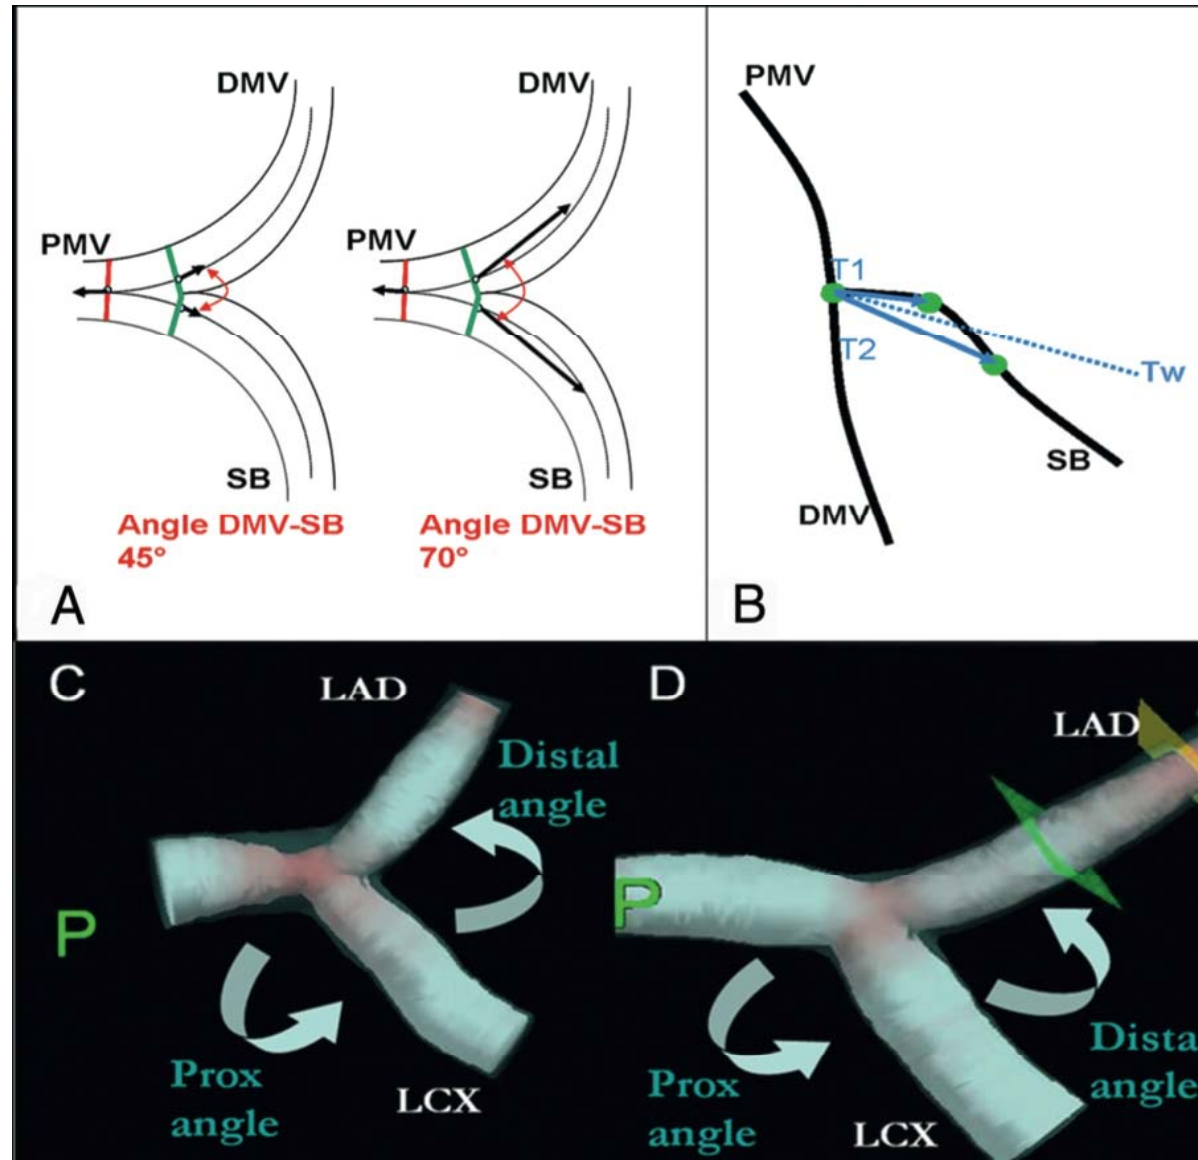 DMV
PMV
SB
Angle DMV-SB
45°
DMV
PMV
SB
Angle DMV-SB
70°
A
B
PMV
T1
T2
Tw
SB
DMV
C
LAD
Distal
angle
P
Prox
angle
LCX
D
LAD
P
Prox
angle
Dista
angle
LCX